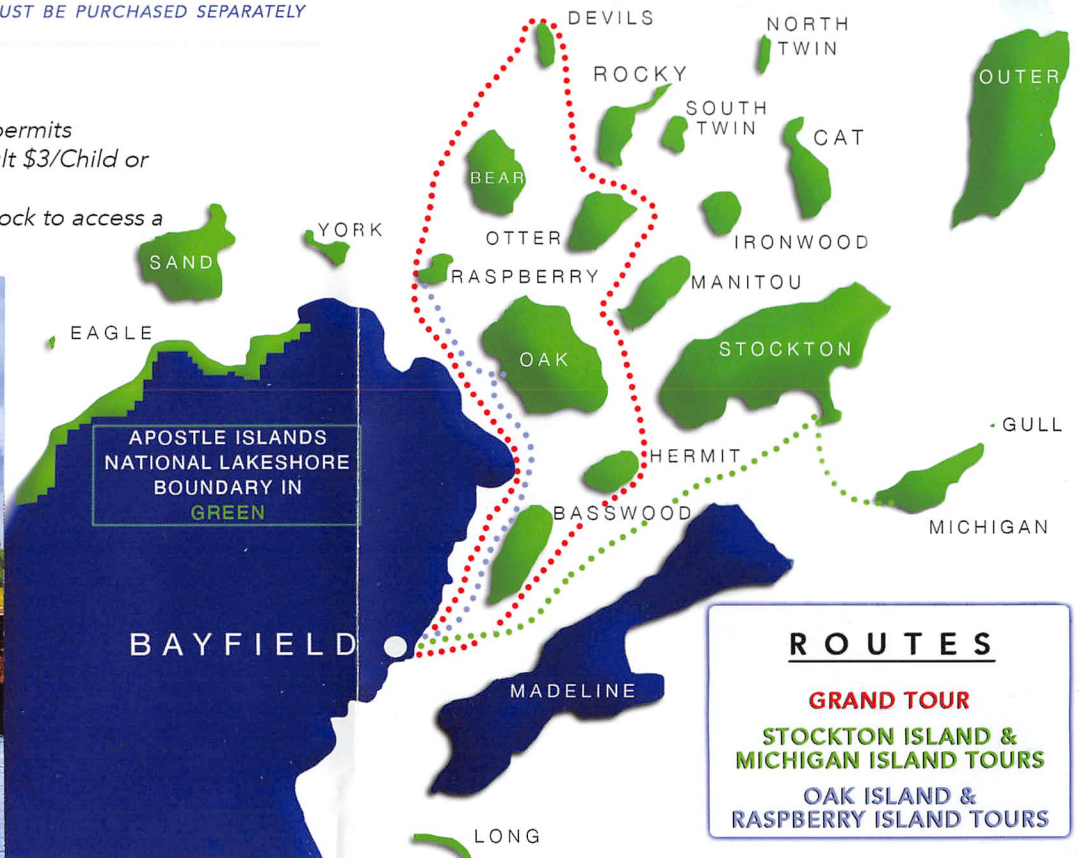 UST BE PURCHASED SEPARATELY
permits
lt $3/Child or
ock to access a
DEVILS
NORTH
TWIN
OUTER
ROCKY
SOUTH
TWIN
CAT
BEAR
YORK
OTTER
IRONWOOD
SAND
RASPBERRY
MANITOU
EAGLE
OAK
STOCKTON
GULL
APOSTLE ISLANDS
NATIONAL LAKESHORE
BOUNDARY IN
GREEN
HERMIT
BASSWOOD
MICHIGAN
BAYFIELD
MADELINE
LONG
ROUTES
GRAND TOUR
STOCKTON ISLAND &
MICHIGAN ISLAND TOURS
OAK ISLAND &
RASPBERRY ISLAND TOURS